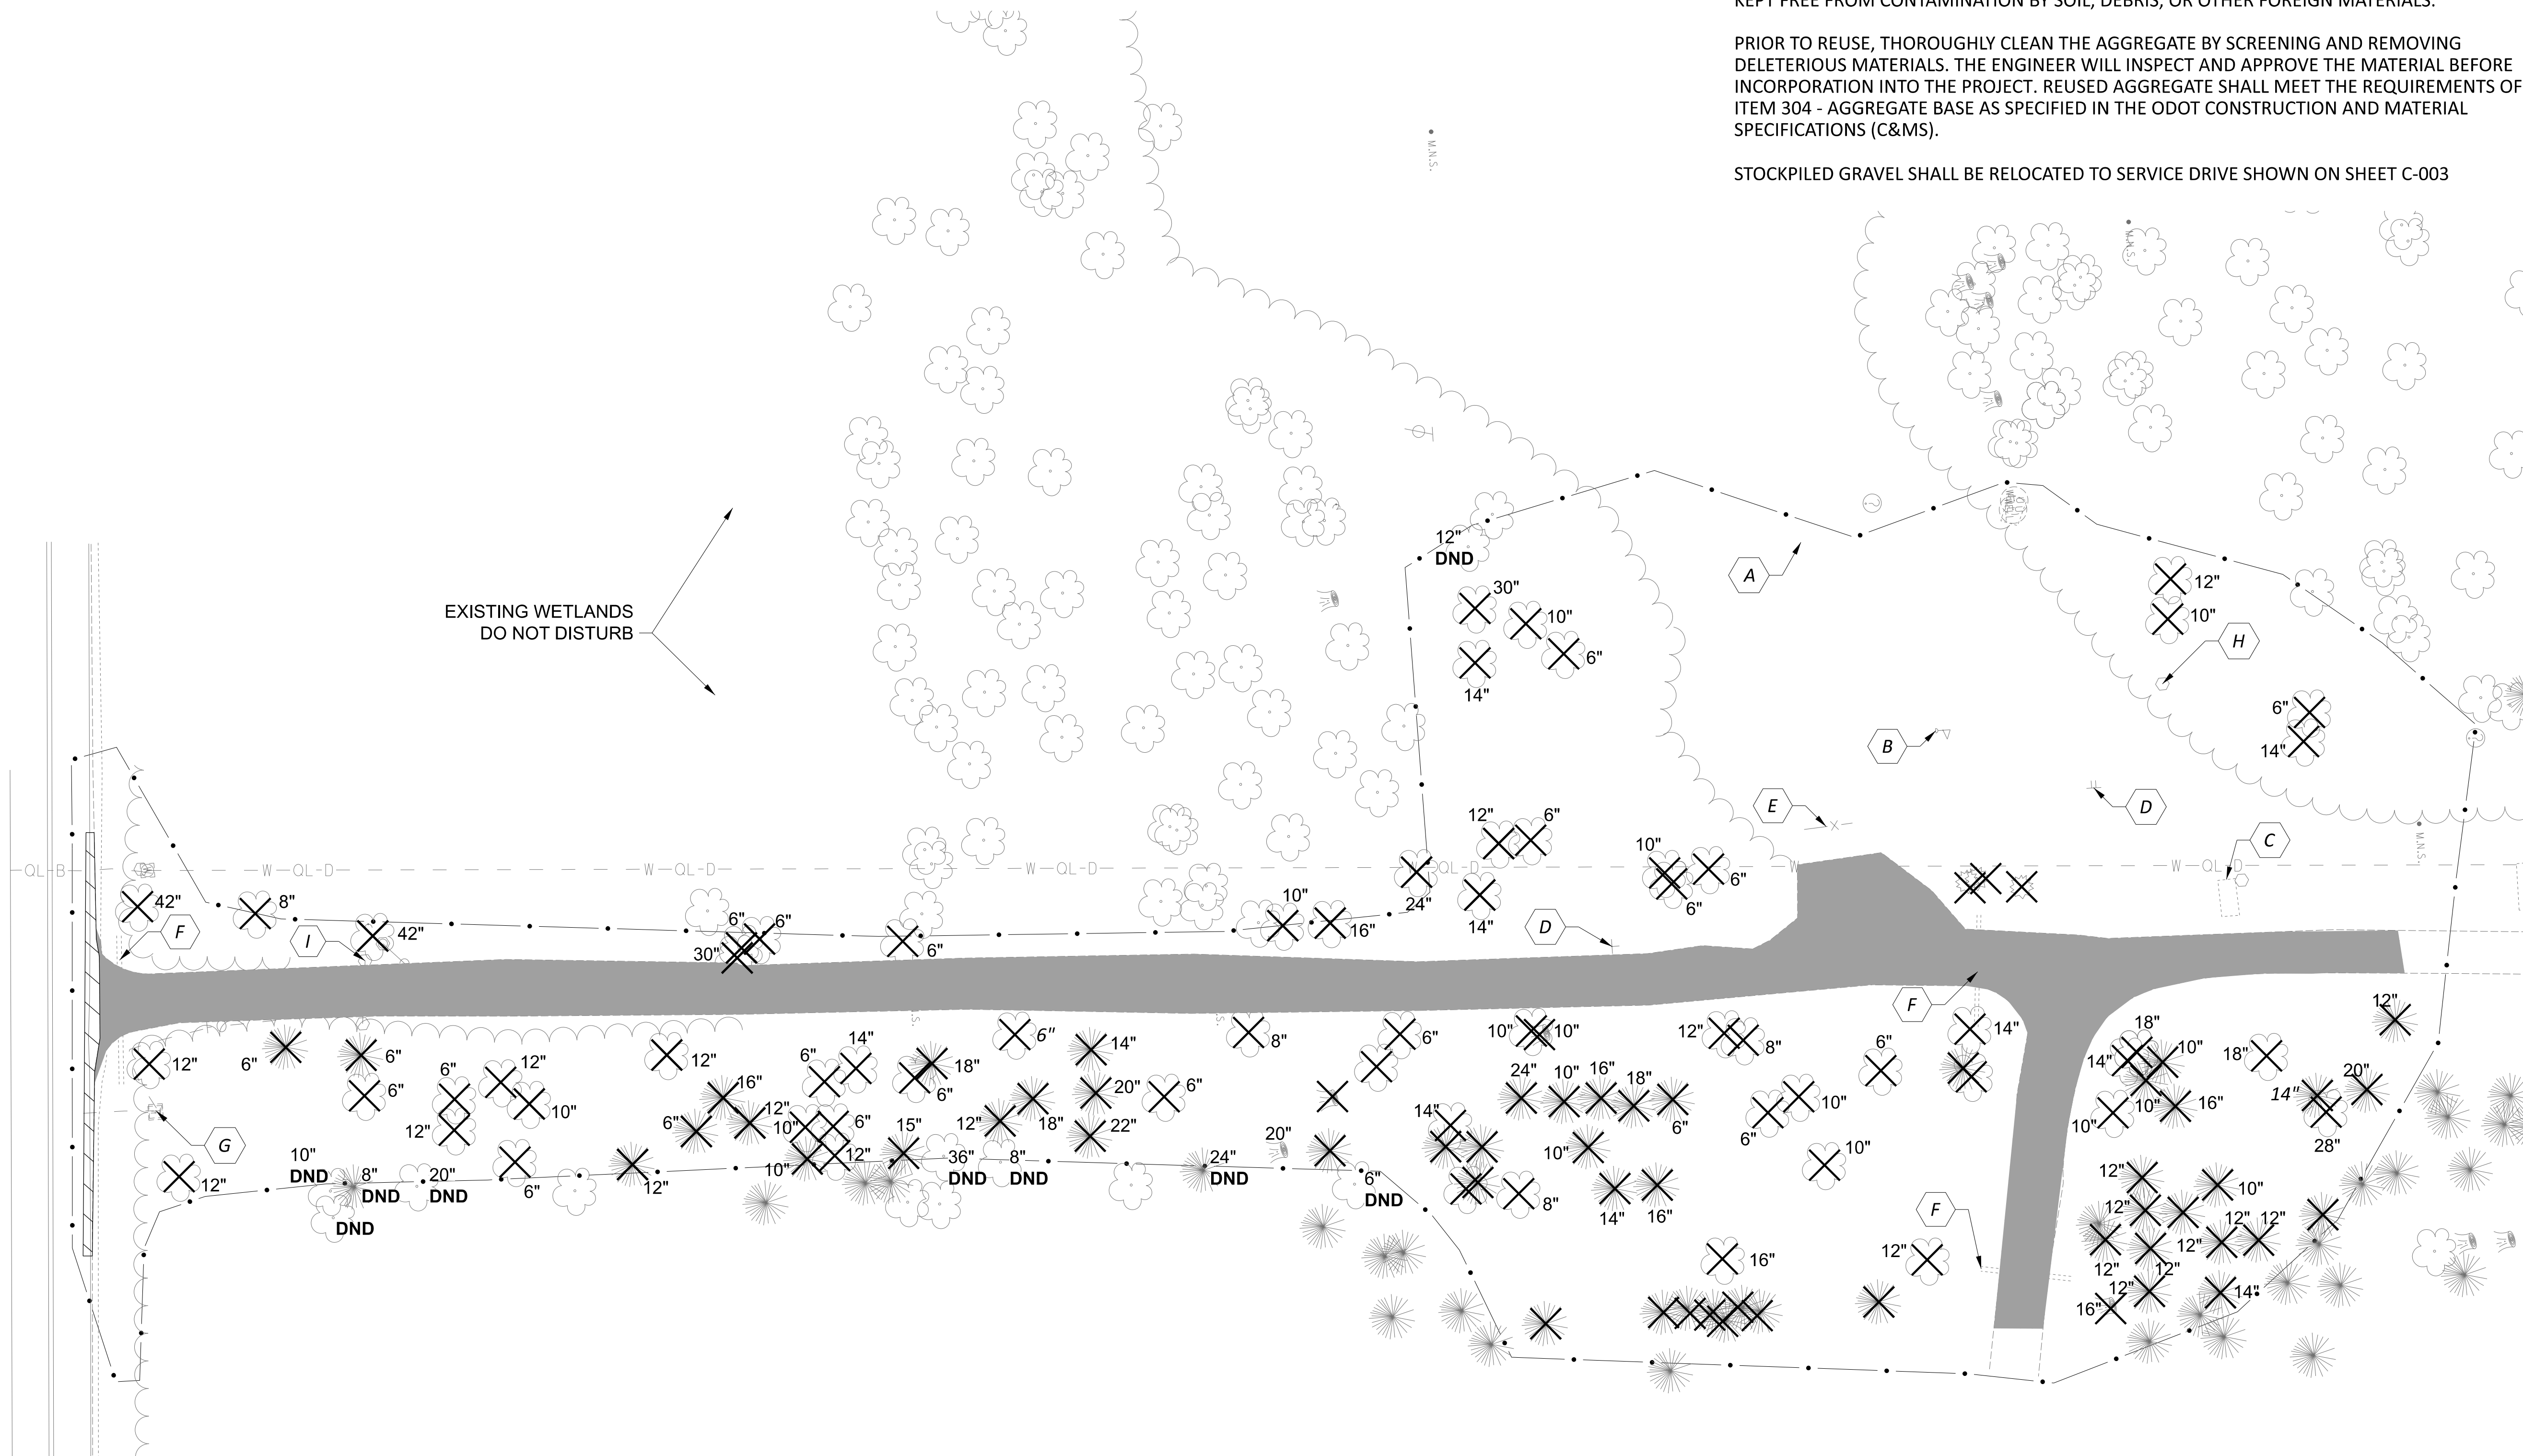 KEPT FREE FROM CONTAMINATION BY SOIL, DEBRIS, OR OTHER FOREIGN MATERIALS.
PRIOR TO REUSE, THOROUGHLY CLEAN THE AGGREGATE BY SCREENING AND REMOVING
DELETERIOUS MATERIALS. THE ENGINEER WILL INSPECT AND APPROVE THE MATERIAL BEFORE
INCORPORATION INTO THE PROJECT. REUSED AGGREGATE SHALL MEET THE REQUIREMENTS OF
ITEM 304 - AGGREGATE BASE AS SPECIFIED IN THE ODOT CONSTRUCTION AND MATERIAL
SPECIFICATIONS (C&MS).
STOCKPILED GRAVEL SHALL BE RELOCATED TO SERVICE DRIVE SHOWN ON SHEET C-003
M.N.S.
M.N.S.
12"
DND
A
30"
10"
6"
14"
12"
10"
H
EXISTING WETLANDS
DO NOT DISTURB
6"
14"
B
E
D
C
M.N.S.
12"
6"
10"
6"
6"
24"
14"
QL-B
W-QL-D
W-QL-D
W-QL-D
QL-D
W
W-QL-D
42"
8"
F
I
42"
6"
6"
30"
6"
10"
16"
D
F
12"
6"
6"
6"
6"
12"
10"
12"
12"
16"
6"
12"
6"
14"
18"
6"
6"
14"
20"
22"
6"
8"
6"
10"
10"
12"
8"
6"
14"
18"
14"
10"
18"
12"
20"
14"
28"
16"
10"
10"
G
12"
10"
DND
8"
DND
20"
DND
DND
6"
12"
10"
6"
12"
10"
15"
12"
18"
36"
DND
8"
DND
24"
DND
20"
6"
DND
14"
24"
10"
16"
18"
6"
10"
14"
16"
8"
6"
10"
10"
16"
12"
F
12"
10"
12"
12"
12"
12"
12"
12"
12"
14"
16"